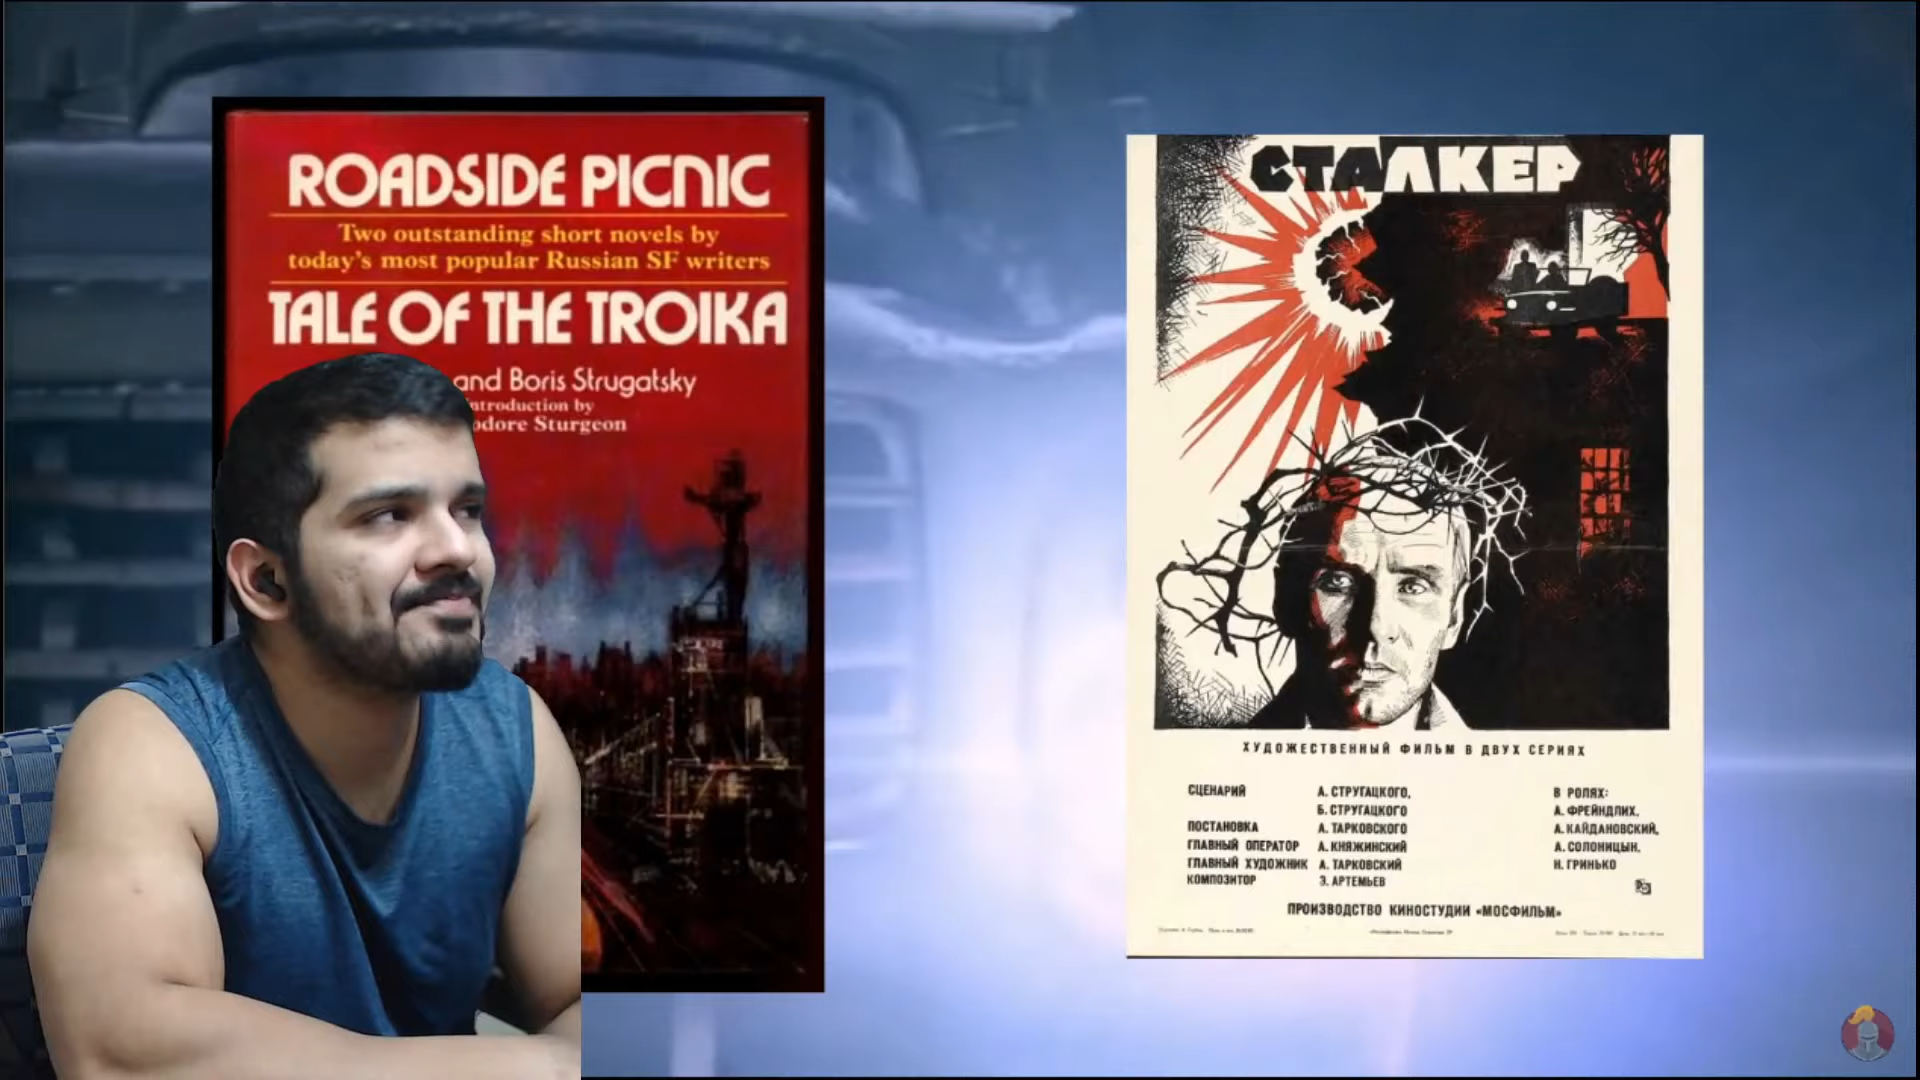 ROADSIDE PICNIC
Two outstanding short novels by
today's most popular Russian SF writers
TALE OF THE TROIKA
and Boris Strugatsky
ntroduction by
odore Sturgeon
СТАЛКЕР
ХУДОЖЕСТВЕННЫЙ ФИЛЬМ В ДВУХ СЕРИЯХ
СЦЕНАРИЙ А. СТРУГАЦКОГО,
Б. СТРУГАЦКОГО
ПОСТАНОВКА А. ТАРКОВСКОГО
ГЛАВНЫЙ ОПЕРАТОР А. КНЯЖИНСКИЙ
ГЛАВНЫЙ ХУДОЖНИК А. ТАРКОВСКИЙ
КОМПОЗИТОР Э. АРТЕМЬЕВ
В РОЛЯХ:
А. ФРЕЙНДЛИХ,
А. КАЙДАНОВСКИЙ,
А. СОЛОНИЦЫН,
Н. ГРИНЬКО
ПРОИЗВОДСТВО КИНОСТУДИИ «МОСФИЛЬМ»